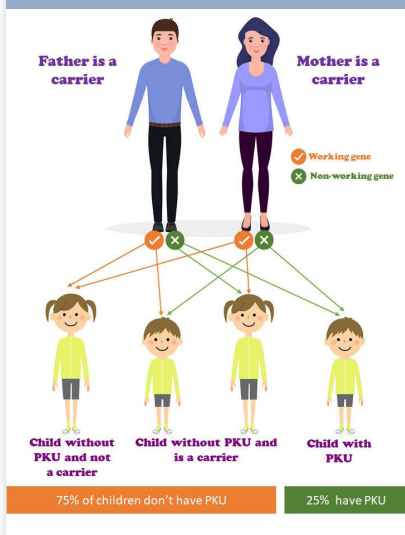 Father is a
carrier
Mother is a
carrier
Working gene
Non-working gene
Child without
PKU and not
a carrier
Child without PKU and
is a carrier
Child with
PKU
75% of children don't have PKU
25% have PKU